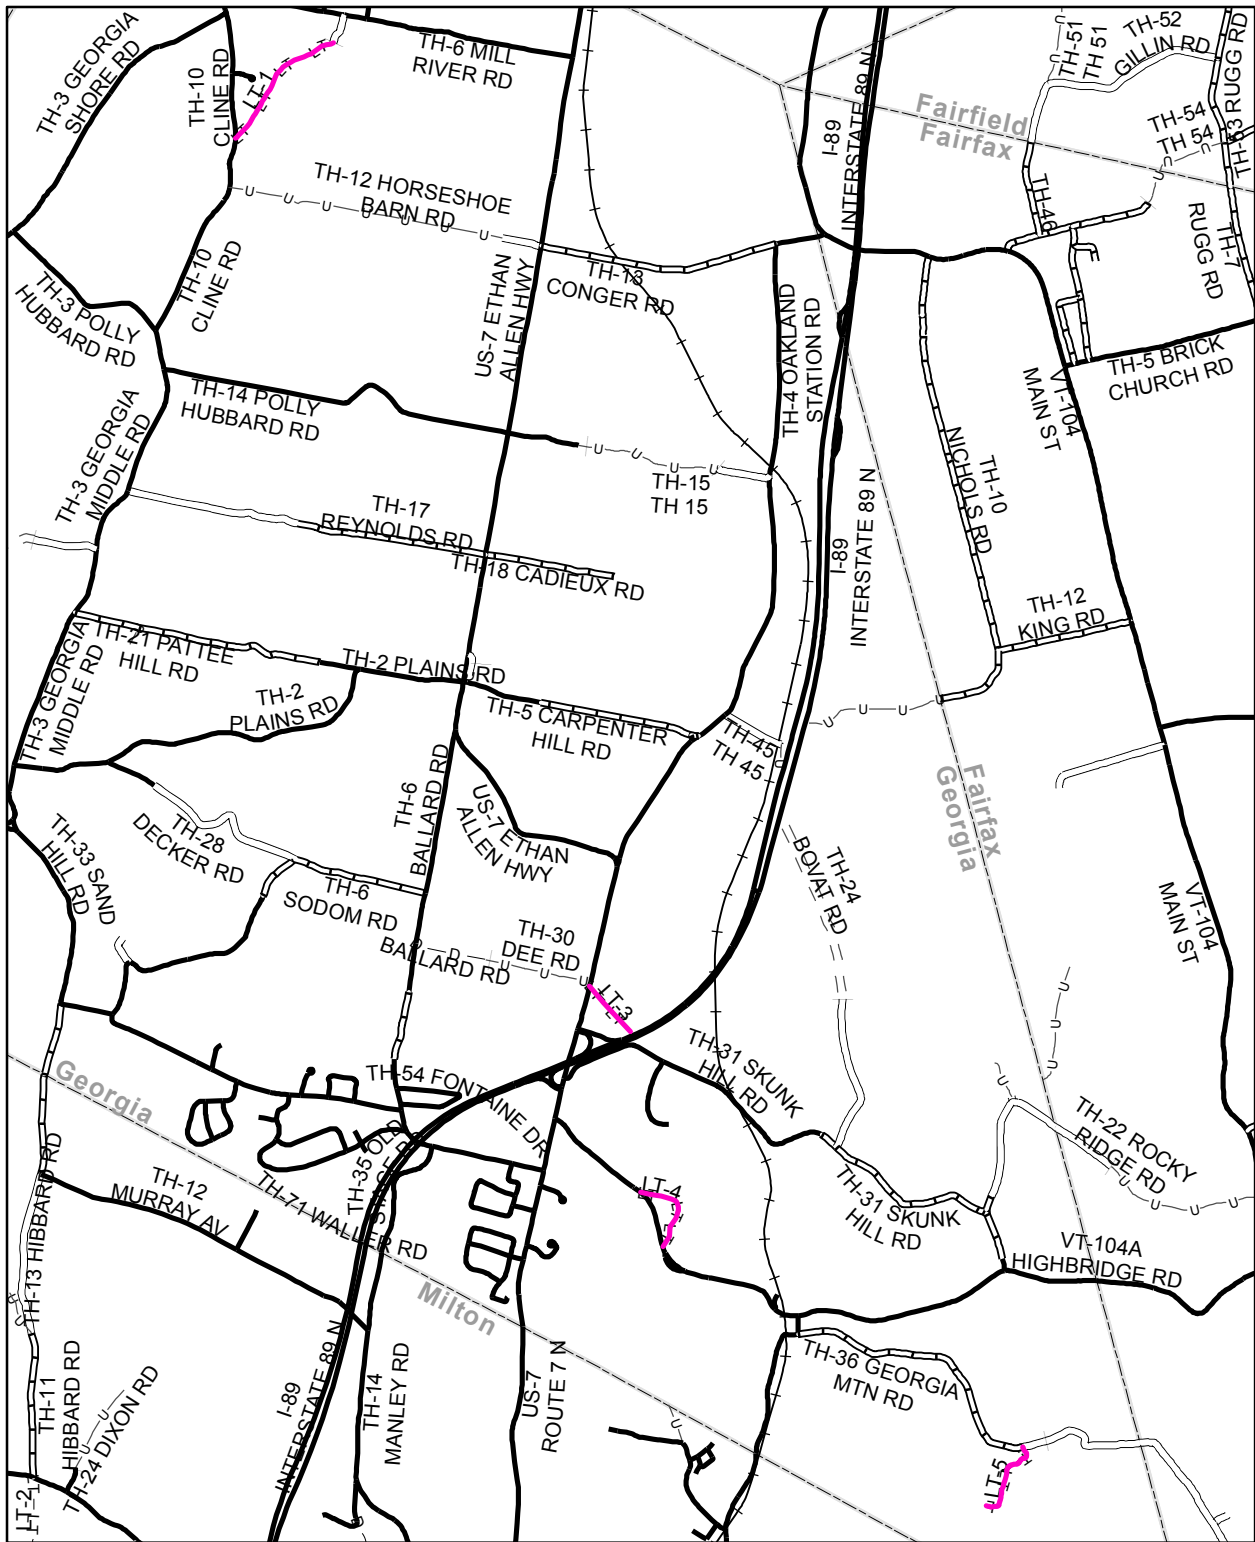 TH-3 GEORGIA
SHORE RD
TH-10
CLINE RD
LT-1
TH-6 MILL
RIVER RD
I-89
INTERSTATE 89 N
Fairfield
Fairfax
TH-51
TH 51
TH-52
GILLIN RD
TH-54
TH 54
TH-53 RUGG RD
TH-46
TH-7
RUGG RD
TH-12 HORSESHOE
BARN RD
TH-10
CLINE RD
US-7 ETHAN
ALLEN HWY
TH-13
CONGER RD
TH-4 OAKLAND
STATION RD
TH-3 POLLY
HUBBARD RD
TH-14 POLLY
HUBBARD RD
TH-5 BRICK
CHURCH RD
VT-104
MAIN ST
TH-3 GEORGIA
MIDDLE RD
TH-15
TH 15
TH-10
NICHOLS RD
TH-17
REYNOLDS RD
TH-18 CADIEUX RD
I-89
INTERSTATE 89 N
TH-12
KING RD
TH-21 PATTEE
HILL RD
TH-3 GEORGIA
MIDDLE RD
TH-2 PLAINS RD
TH-2
PLAINS RD
TH-5 CARPENTER
HILL RD
TH-45
TH 45
TH-6
BALLARD RD
US-7 ETHAN
ALLEN HWY
Fairfax
Georgia
TH-33 SAND
HILL RD
TH-28
DECKER RD
TH-6
SODOM RD
BALLARD RD
TH-30
DEE RD
LT-3
TH-24
BOVAT RD
VT-104
MAIN ST
TH-31 SKUNK
HILL RD
TH-54 FONTAINE DR
Georgia
TH-22 ROCKY
RIDGE RD
TH-13 HIBBARD RD
TH-12
MURRAY AV
TH-71 WALLER RD
TH-35 OLD
STAGE RD
LT-4
TH-31 SKUNK
HILL RD
VT-104A
HIGHBRIDGE RD
Milton
TH-36 GEORGIA
MTN RD
TH-11
HIBBARD RD
TH-24 DIXON RD
I-89
INTERSTATE 89 N
TH-14
MANLEY RD
US-7
ROUTE 7 N
LT-5
LT-2